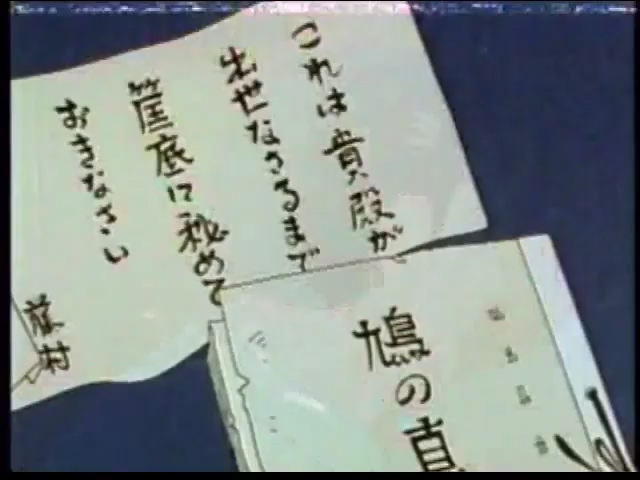 これは貴殿が
出世なさるまで
筐底に秘めて
おきなさい
藤村
鳩の真